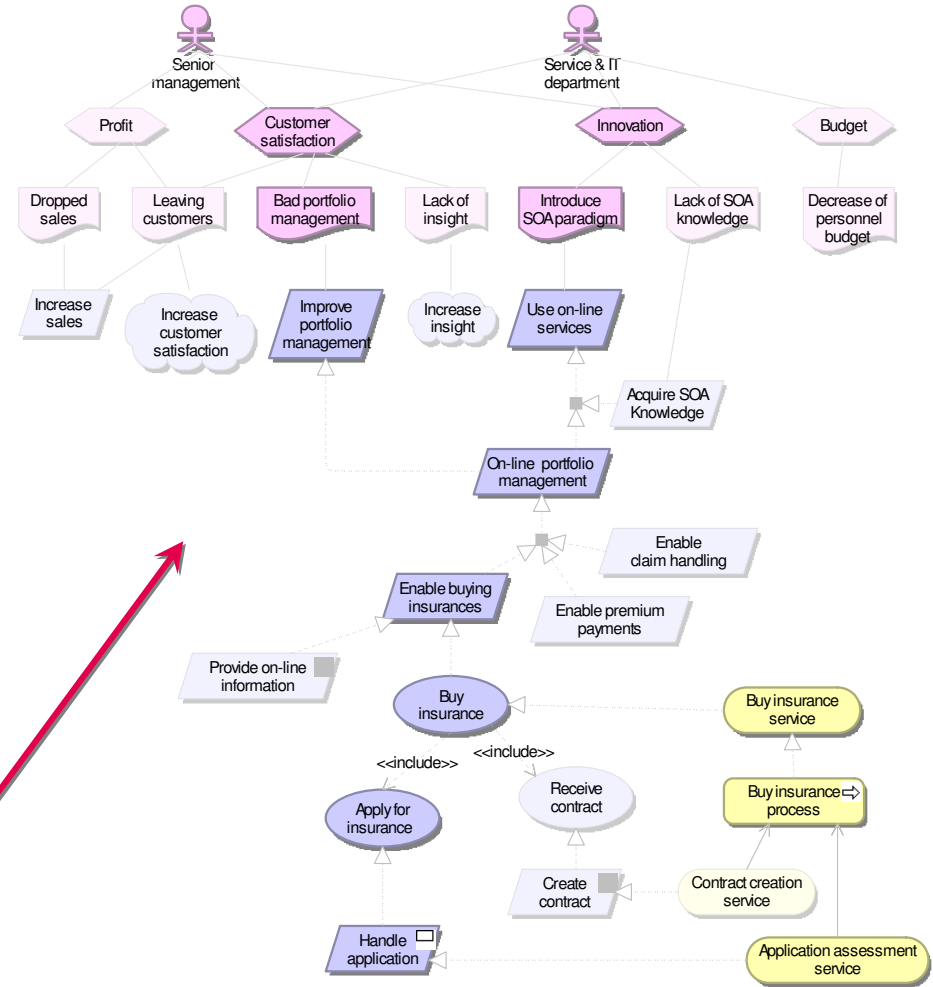 Senior
management
Service & IT
department
Profit
Customer
satisfaction
Innovation
Budget
Dropped
sales
Leaving
customers
Bad portfolio
management
Lack of
insight
Introduce
SOA paradigm
Lack of SOA
knowledge
Decrease of
personnel
budget
Increase
sales
Increase
customer
satisfaction
Improve
portfolio
management
Increase
insight
Use on-line
services
Acquire SOA
Knowledge
On-line portfolio
management
Enable
claim handling
Enable buying
insurances
Enable premium
payments
Provide on-line
information
Buy
insurance
Buy insurance
service
<<include>>
<<include>>
Receive
contract
Buy insurance
process
Apply for
insurance
Create
contract
Contract creation
service
Handle
application
Application assessment
service